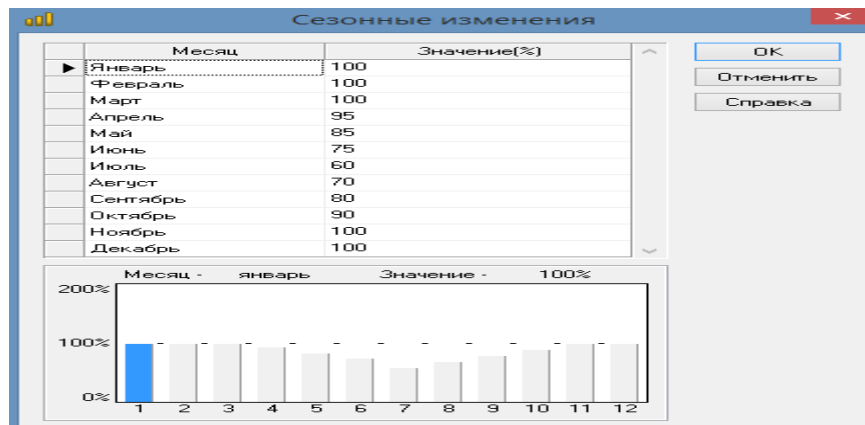 Сезонные изменения
Месяц Значение(%)
Январь 100
Февраль 100
Март 100
Апрель 95
Май 85
Июнь 75
Июль 60
Август 70
Сентябрь 80
Октябрь 90
Ноябрь 100
Декабрь 100
OK
Отменить
Справка
Месяц - январь Значение - 100%
200%
100%
0%
1 2 3 4 5 6 7 8 9 10 11 12